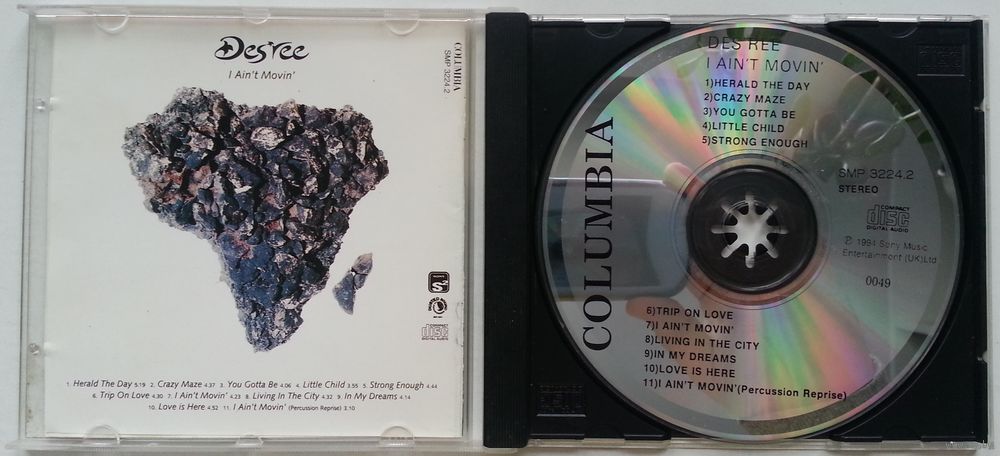 Des'ree
I Ain't Movin'
COLUMBIA
SMP 3224 2
SONY
S2
COMPACT
disc
DIGITAL AUDIO
1. Herald The Day 5.19 2. Crazy Maze 4.37 3. You Gotta Be 4.06 4. Little Child 3.55 5. Strong Enough 4.44
6. Trip On Love 4.30 7. I Ain't Movin' 4.23 8. Living In The City 4.32 9. In My Dreams 4.14
10. Love is Here 4.52 11. I Ain't Movin' (Percussion Reprise) 3.10
DES'REE
I AIN'T MOVIN'
1)HERALD THE DAY
2)CRAZY MAZE
3)YOU GOTTA BE
4)LITTLE CHILD
5)STRONG ENOUGH
COLUMBIA
SMP 3224.2
STEREO
COMPACT
disc
DIGITAL AUDIO
℗ 1994 Sony Music
Entertainment (UK)Ltd
0049
6)TRIP ON LOVE
7)I AIN'T MOVIN'
8)LIVING IN THE CITY
9)IN MY DREAMS
10)LOVE IS HERE
11)I AIN'T MOVIN'(Percussion Reprise)